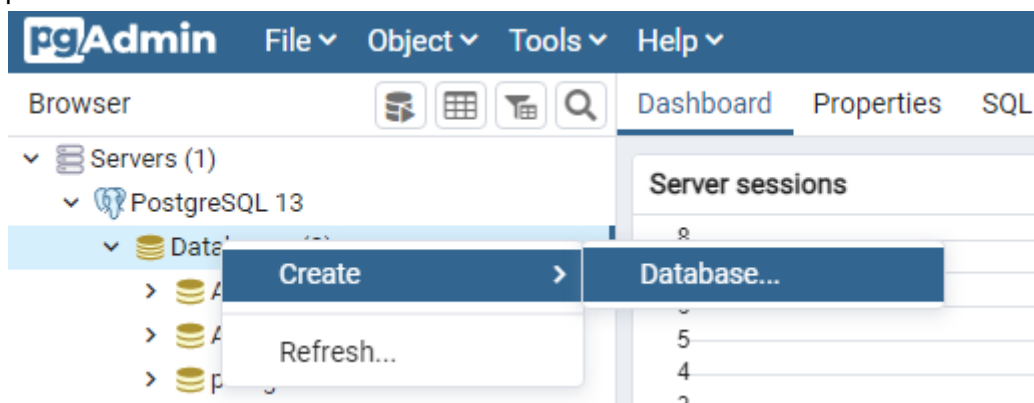 pgAdmin File Object Tools Help
Browser Dashboard Properties SQL
Servers (1)
PostgreSQL 13
Server sessions
8
Create
Database...
Refresh...
5
4